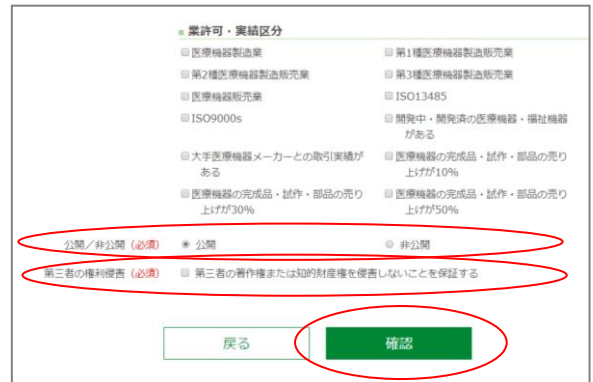 業許可・実績区分
医療機器製造業
第1種医療機器製造販売業
第2種医療機器製造販売業
第3種医療機器製造販売業
医療機器販売業
ISO13485
ISO9000s
開発中・開発済の医療機器・福祉機器
がある
大手医療機器メーカーとの取引実績が
ある
医療機器の完成品・試作・部品の売り
上げが10%
医療機器の完成品・試作・部品の売り
上げが30%
医療機器の完成品・試作・部品の売り
上げが50%
公開／非公開（必須） 公開 非公開
第三者の権利侵害（必須） 第三者の著作権または知的財産権を侵害しないことを保証する
戻る
確認